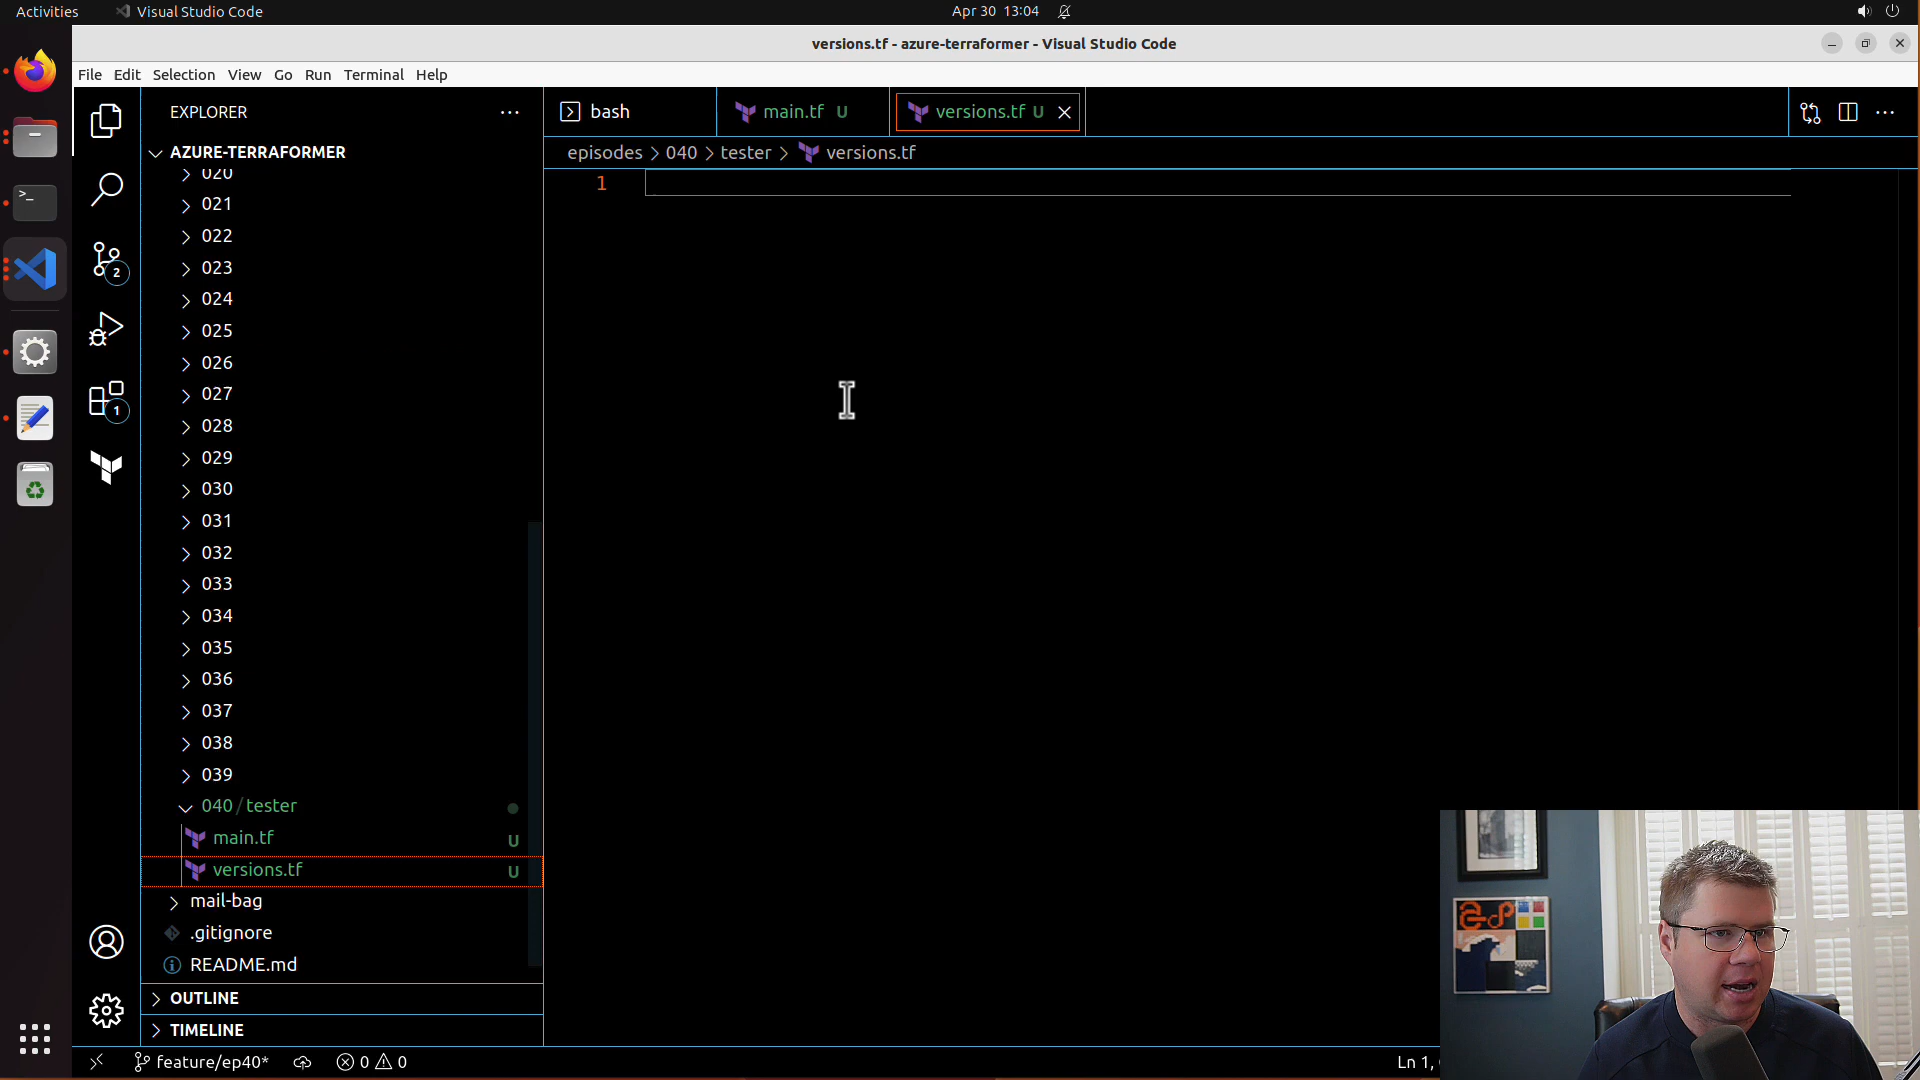 Activities
Visual Studio Code
Apr 30 13:04
versions.tf - azure-terraformer - Visual Studio Code
File Edit Selection View Go Run Terminal Help
EXPLORER
bash
main.tf U
versions.tf U
AZURE-TERRAFORMER
episodes > 040 > tester > versions.tf
1
020
021
022
023
024
025
026
027
028
029
030
031
032
033
034
035
036
037
038
039
040 / tester
main.tf U
versions.tf U
mail-bag
.gitignore
README.md
OUTLINE
TIMELINE
2
1
feature/ep40*
0 0
Ln 1,